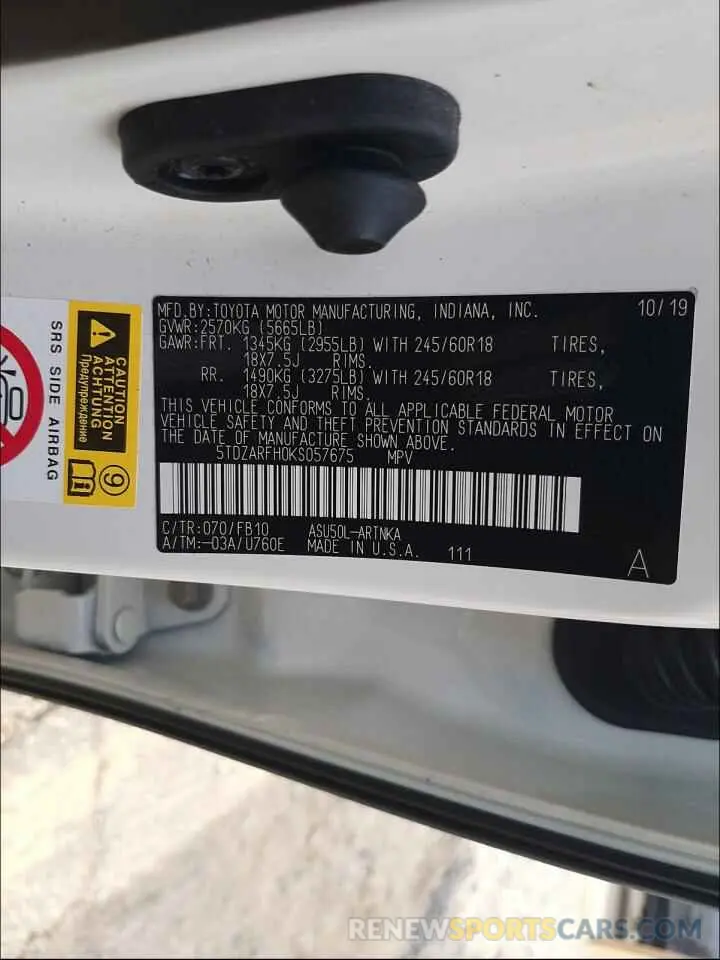 MFD.BY:TOYOTA MOTOR MANUFACTURING, INDIANA, INC. 10/19
GVWR:2570KG (5665LB)
GAWR:FRT. 1345KG (2955LB) WITH 245/60R18 TIRES,
18X7.5J RIMS.
RR. 1490KG (3275LB) WITH 245/60R18 TIRES,
18X7.5J RIMS.
THIS VEHICLE CONFORMS TO ALL APPLICABLE FEDERAL MOTOR
VEHICLE SAFETY AND THEFT PREVENTION STANDARDS IN EFFECT ON
THE DATE OF MANUFACTURE SHOWN ABOVE.
5TDZARFH0KS057675 MPV
C/TR:070/FB10 ASU50L-ARTNKA
A/TM:-03A/U760E MADE IN U.S.A. 111
A
SRS SIDE AIRBAG
CAUTION
ATTENTION
ACHTUNG
Предупреждение
9
RENEWSPORTSCARS.COM